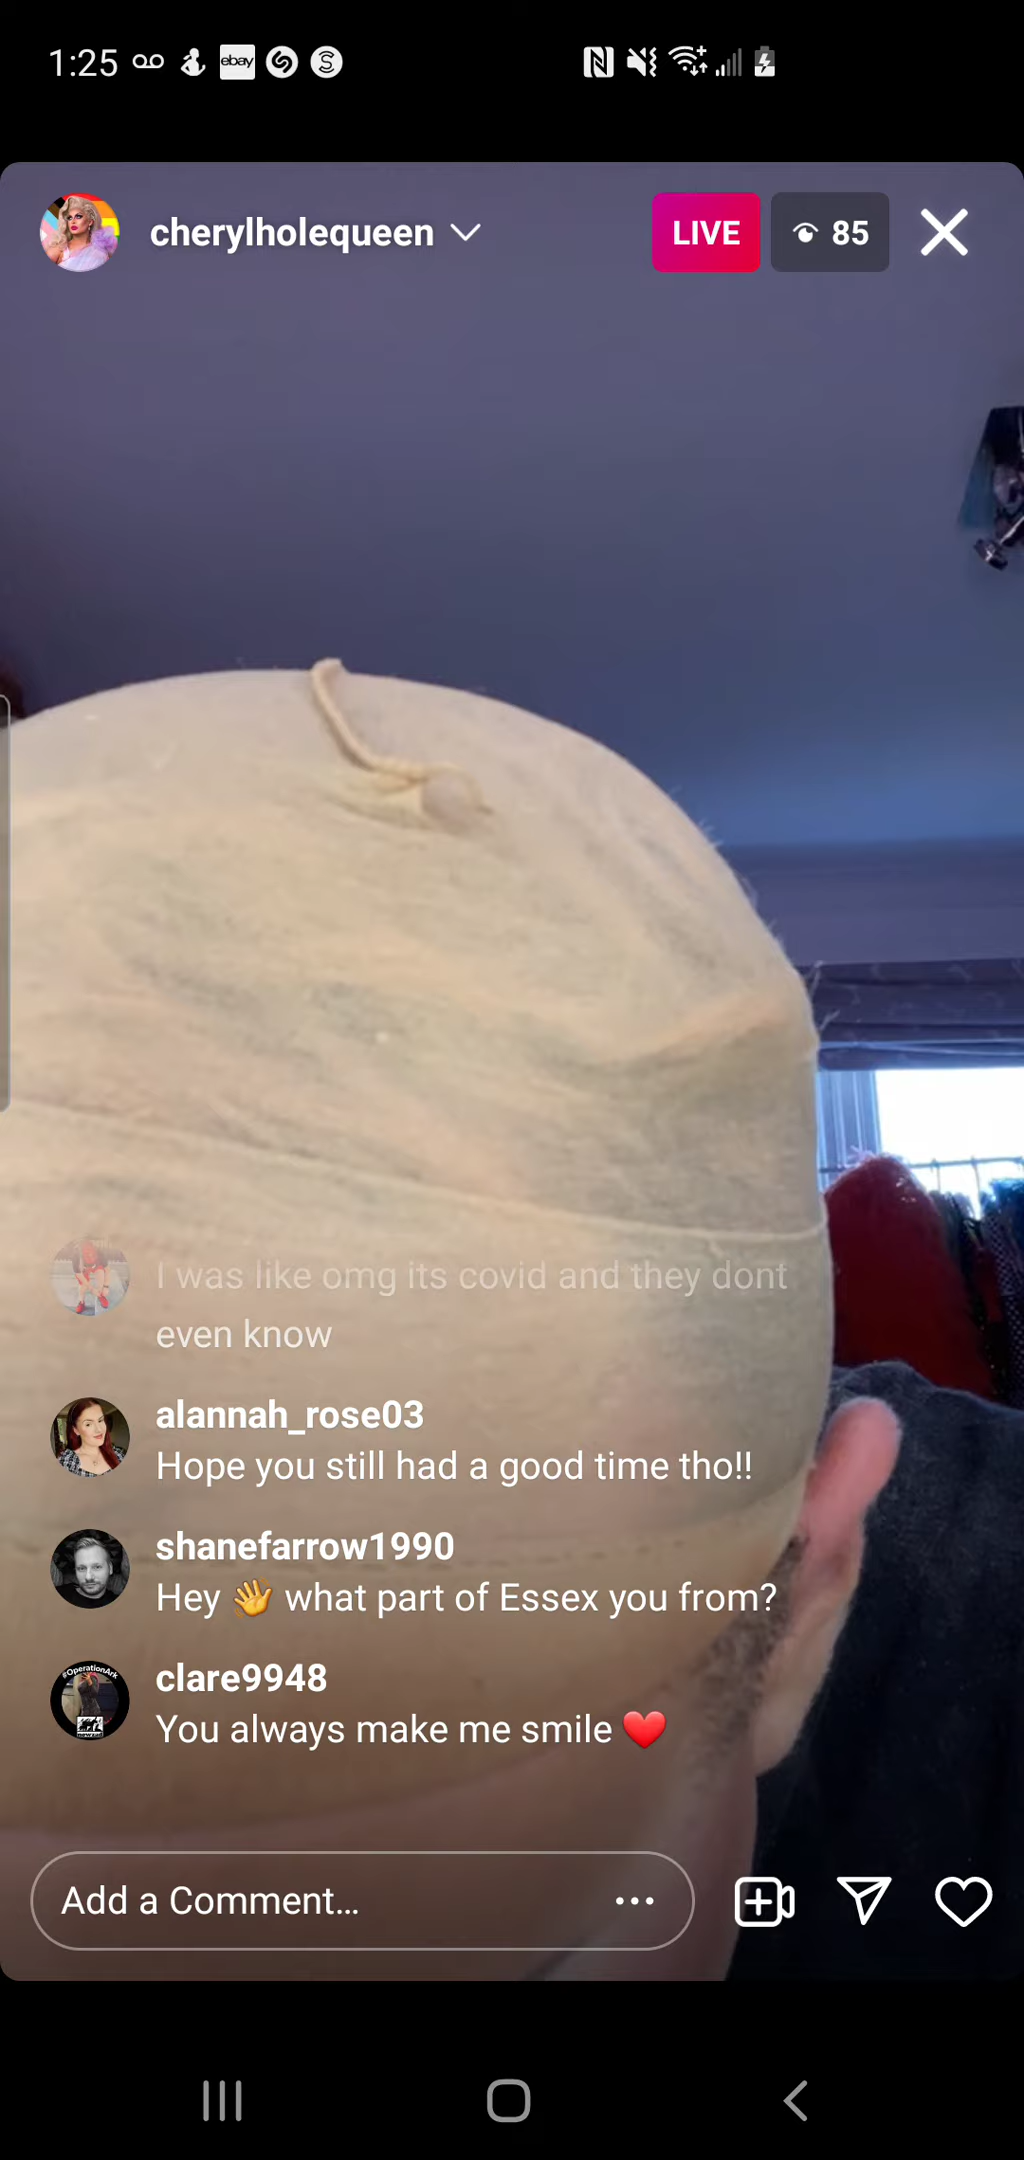 1:25
ebay
cherylholequeen
LIVE
85
I was like omg its covid and they dont
even know
alannah_rose03
Hope you still had a good time tho!!
shanefarrow1990
Hey 👋 what part of Essex you from?
#OperationArk
clare9948
You always make me smile ❤️
Add a Comment...